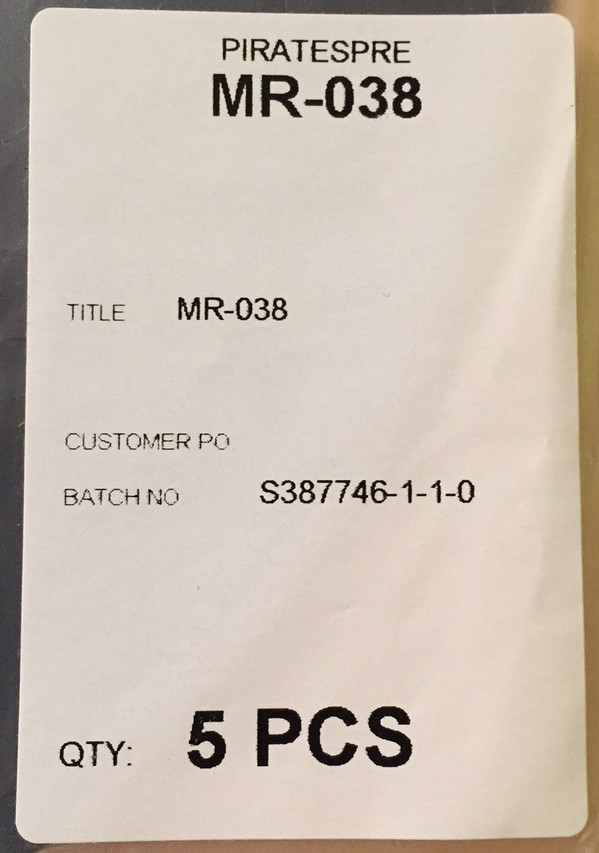 PIRATESPRE
MR-038
TITLE MR-038
CUSTOMER PO
BATCH NO S387746-1-1-0
QTY: 5 PCS